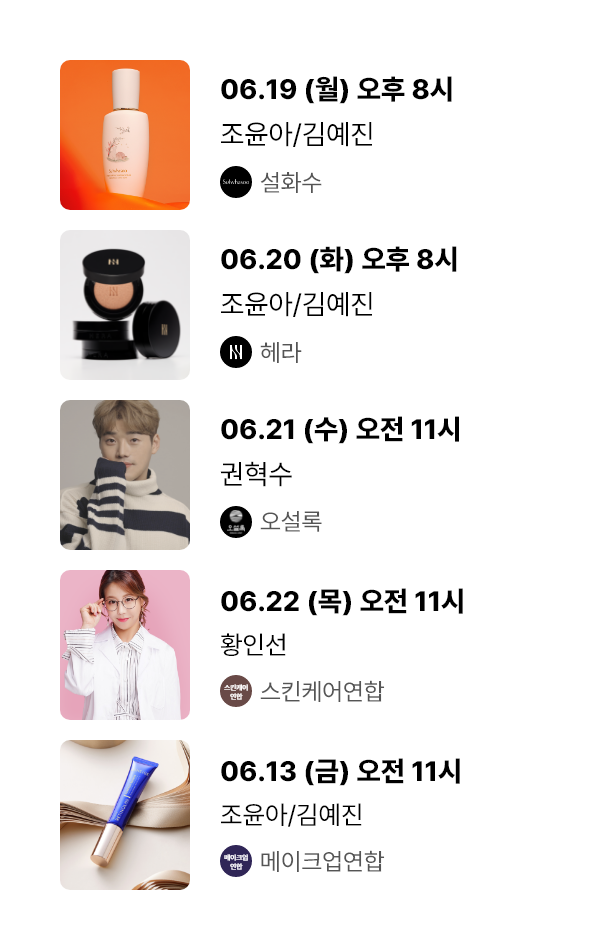 06.19 (월) 오후 8시
조윤아/김예진
Sulwhasoo
설화수
06.20 (화) 오후 8시
조윤아/김예진
헤라
06.21 (수) 오전 11시
권혁수
오설록
오설록
06.22 (목) 오전 11시
황인선
스킨케어
연합
스킨케어연합
06.13 (금) 오전 11시
조윤아/김예진
메이크업
연합
메이크업연합